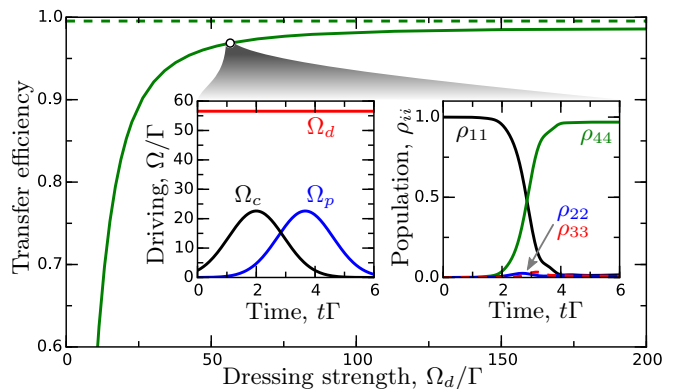 1.0
0.9
0.8
0.7
0.6
Transfer efficiency
0 50 100 150 200
Dressing strength, Ω_d/Γ
60
50
40
30
20
10
0
Driving, Ω/Γ
Ω_d
Ω_c Ω_p
0 2 4 6
Time, tΓ
1.0
0.5
0.0
Population, ρ_ii
ρ_11 ρ_44
ρ_22
ρ_33
0 2 4 6
Time, tΓ